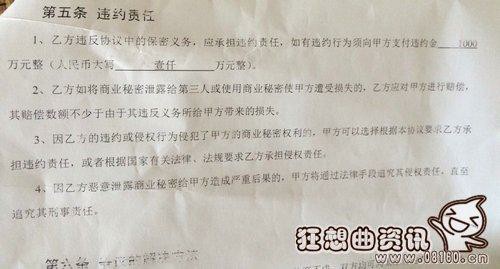 第五条 违约责任
1、乙方违反协议中的保密义务，应承担违约责任，如有违约行为须向甲方支付违约金 1000
万元整（人民币大写 壹仟 万元整）。
2、乙方如将商业秘密泄露给第三人或使用商业秘密使甲方遭受损失的，乙方应对甲方进行赔偿，
其赔偿数额不少于由于其违反义务所给甲方带来的损失。
3、因乙方的违约或侵权行为侵犯了甲方的商业秘密权利的，甲方可以选择根据本协议要求乙方承
担违约责任，或者根据国家有关法律、法规要求乙方承担侵权责任。
4、因乙方恶意泄露商业秘密给甲方造成严重后果的，甲方将通过法律手段追究其侵权责任，直至
追究其刑事责任。
第六条 的解决方法
狂想曲资讯
www.08160.cn